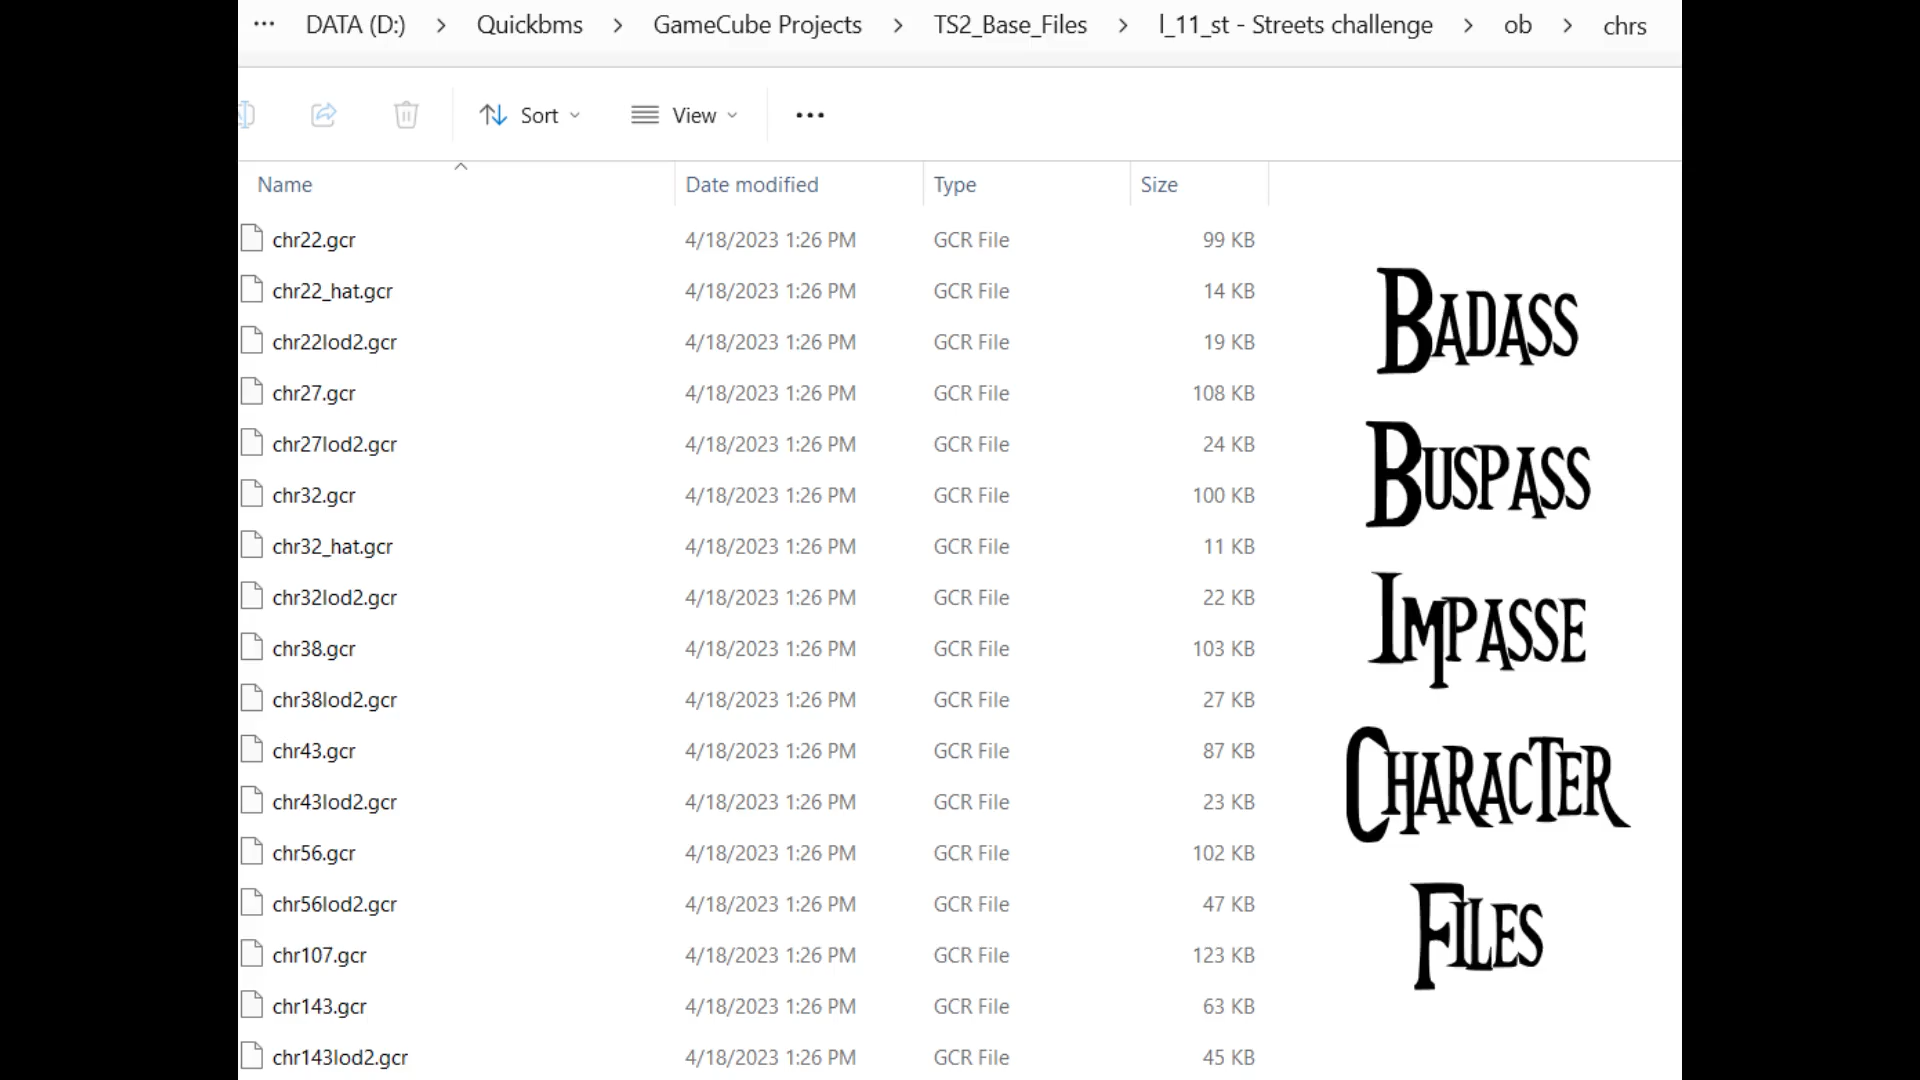 ··· DATA (D:) > Quickbms > GameCube Projects > TS2_Base_Files > l_11_st - Streets challenge > ob > chrs
Sort View ···
Name Date modified Type Size
chr22.gcr 4/18/2023 1:26 PM GCR File 99 KB
chr22_hat.gcr 4/18/2023 1:26 PM GCR File 14 KB
chr22lod2.gcr 4/18/2023 1:26 PM GCR File 19 KB
chr27.gcr 4/18/2023 1:26 PM GCR File 108 KB
chr27lod2.gcr 4/18/2023 1:26 PM GCR File 24 KB
chr32.gcr 4/18/2023 1:26 PM GCR File 100 KB
chr32_hat.gcr 4/18/2023 1:26 PM GCR File 11 KB
chr32lod2.gcr 4/18/2023 1:26 PM GCR File 22 KB
chr38.gcr 4/18/2023 1:26 PM GCR File 103 KB
chr38lod2.gcr 4/18/2023 1:26 PM GCR File 27 KB
chr43.gcr 4/18/2023 1:26 PM GCR File 87 KB
chr43lod2.gcr 4/18/2023 1:26 PM GCR File 23 KB
chr56.gcr 4/18/2023 1:26 PM GCR File 102 KB
chr56lod2.gcr 4/18/2023 1:26 PM GCR File 47 KB
chr107.gcr 4/18/2023 1:26 PM GCR File 123 KB
chr143.gcr 4/18/2023 1:26 PM GCR File 63 KB
chr143lod2.gcr 4/18/2023 1:26 PM GCR File 45 KB
Badass
Buspass
Impasse
Character
Files